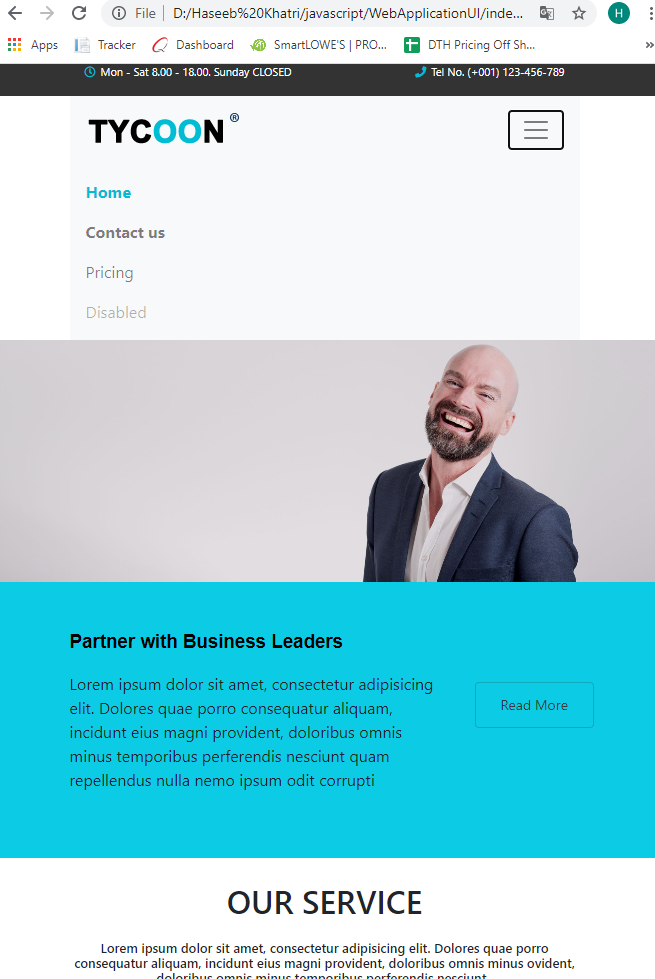 File
D:/Haseeb%20Khatri/javascript/WebApplicationUI/inde...
H
Apps
Tracker
Dashboard
SmartLOWE'S | PRO...
DTH Pricing Off Sh...
»
Mon - Sat 8.00 - 18.00. Sunday CLOSED
Tel No. (+001) 123-456-789
TYCOON ®
Home
Contact us
Pricing
Disabled
Partner with Business Leaders
Lorem ipsum dolor sit amet, consectetur adipisicing
elit. Dolores quae porro consequatur aliquam,
incidunt eius magni provident, doloribus omnis
minus temporibus perferendis nesciunt quam
repellendus nulla nemo ipsum odit corrupti
Read More
OUR SERVICE
Lorem ipsum dolor sit amet, consectetur adipisicing elit. Dolores quae porro
consequatur aliquam, incidunt eius magni provident, doloribus omnis minus ovident,
doloribus omnis minus temporibus perferendis nesciunt